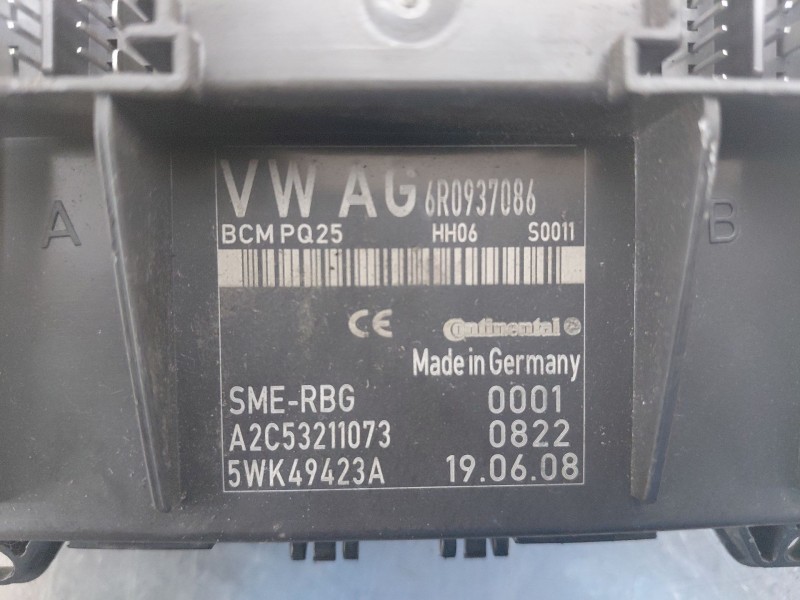 A
B
VW AG 6R0937086
BCM PQ25 HH06 S0011
CE Continental
Made in Germany
SME-RBG 0001
A2C53211073 0822
5WK49423A 19.06.08